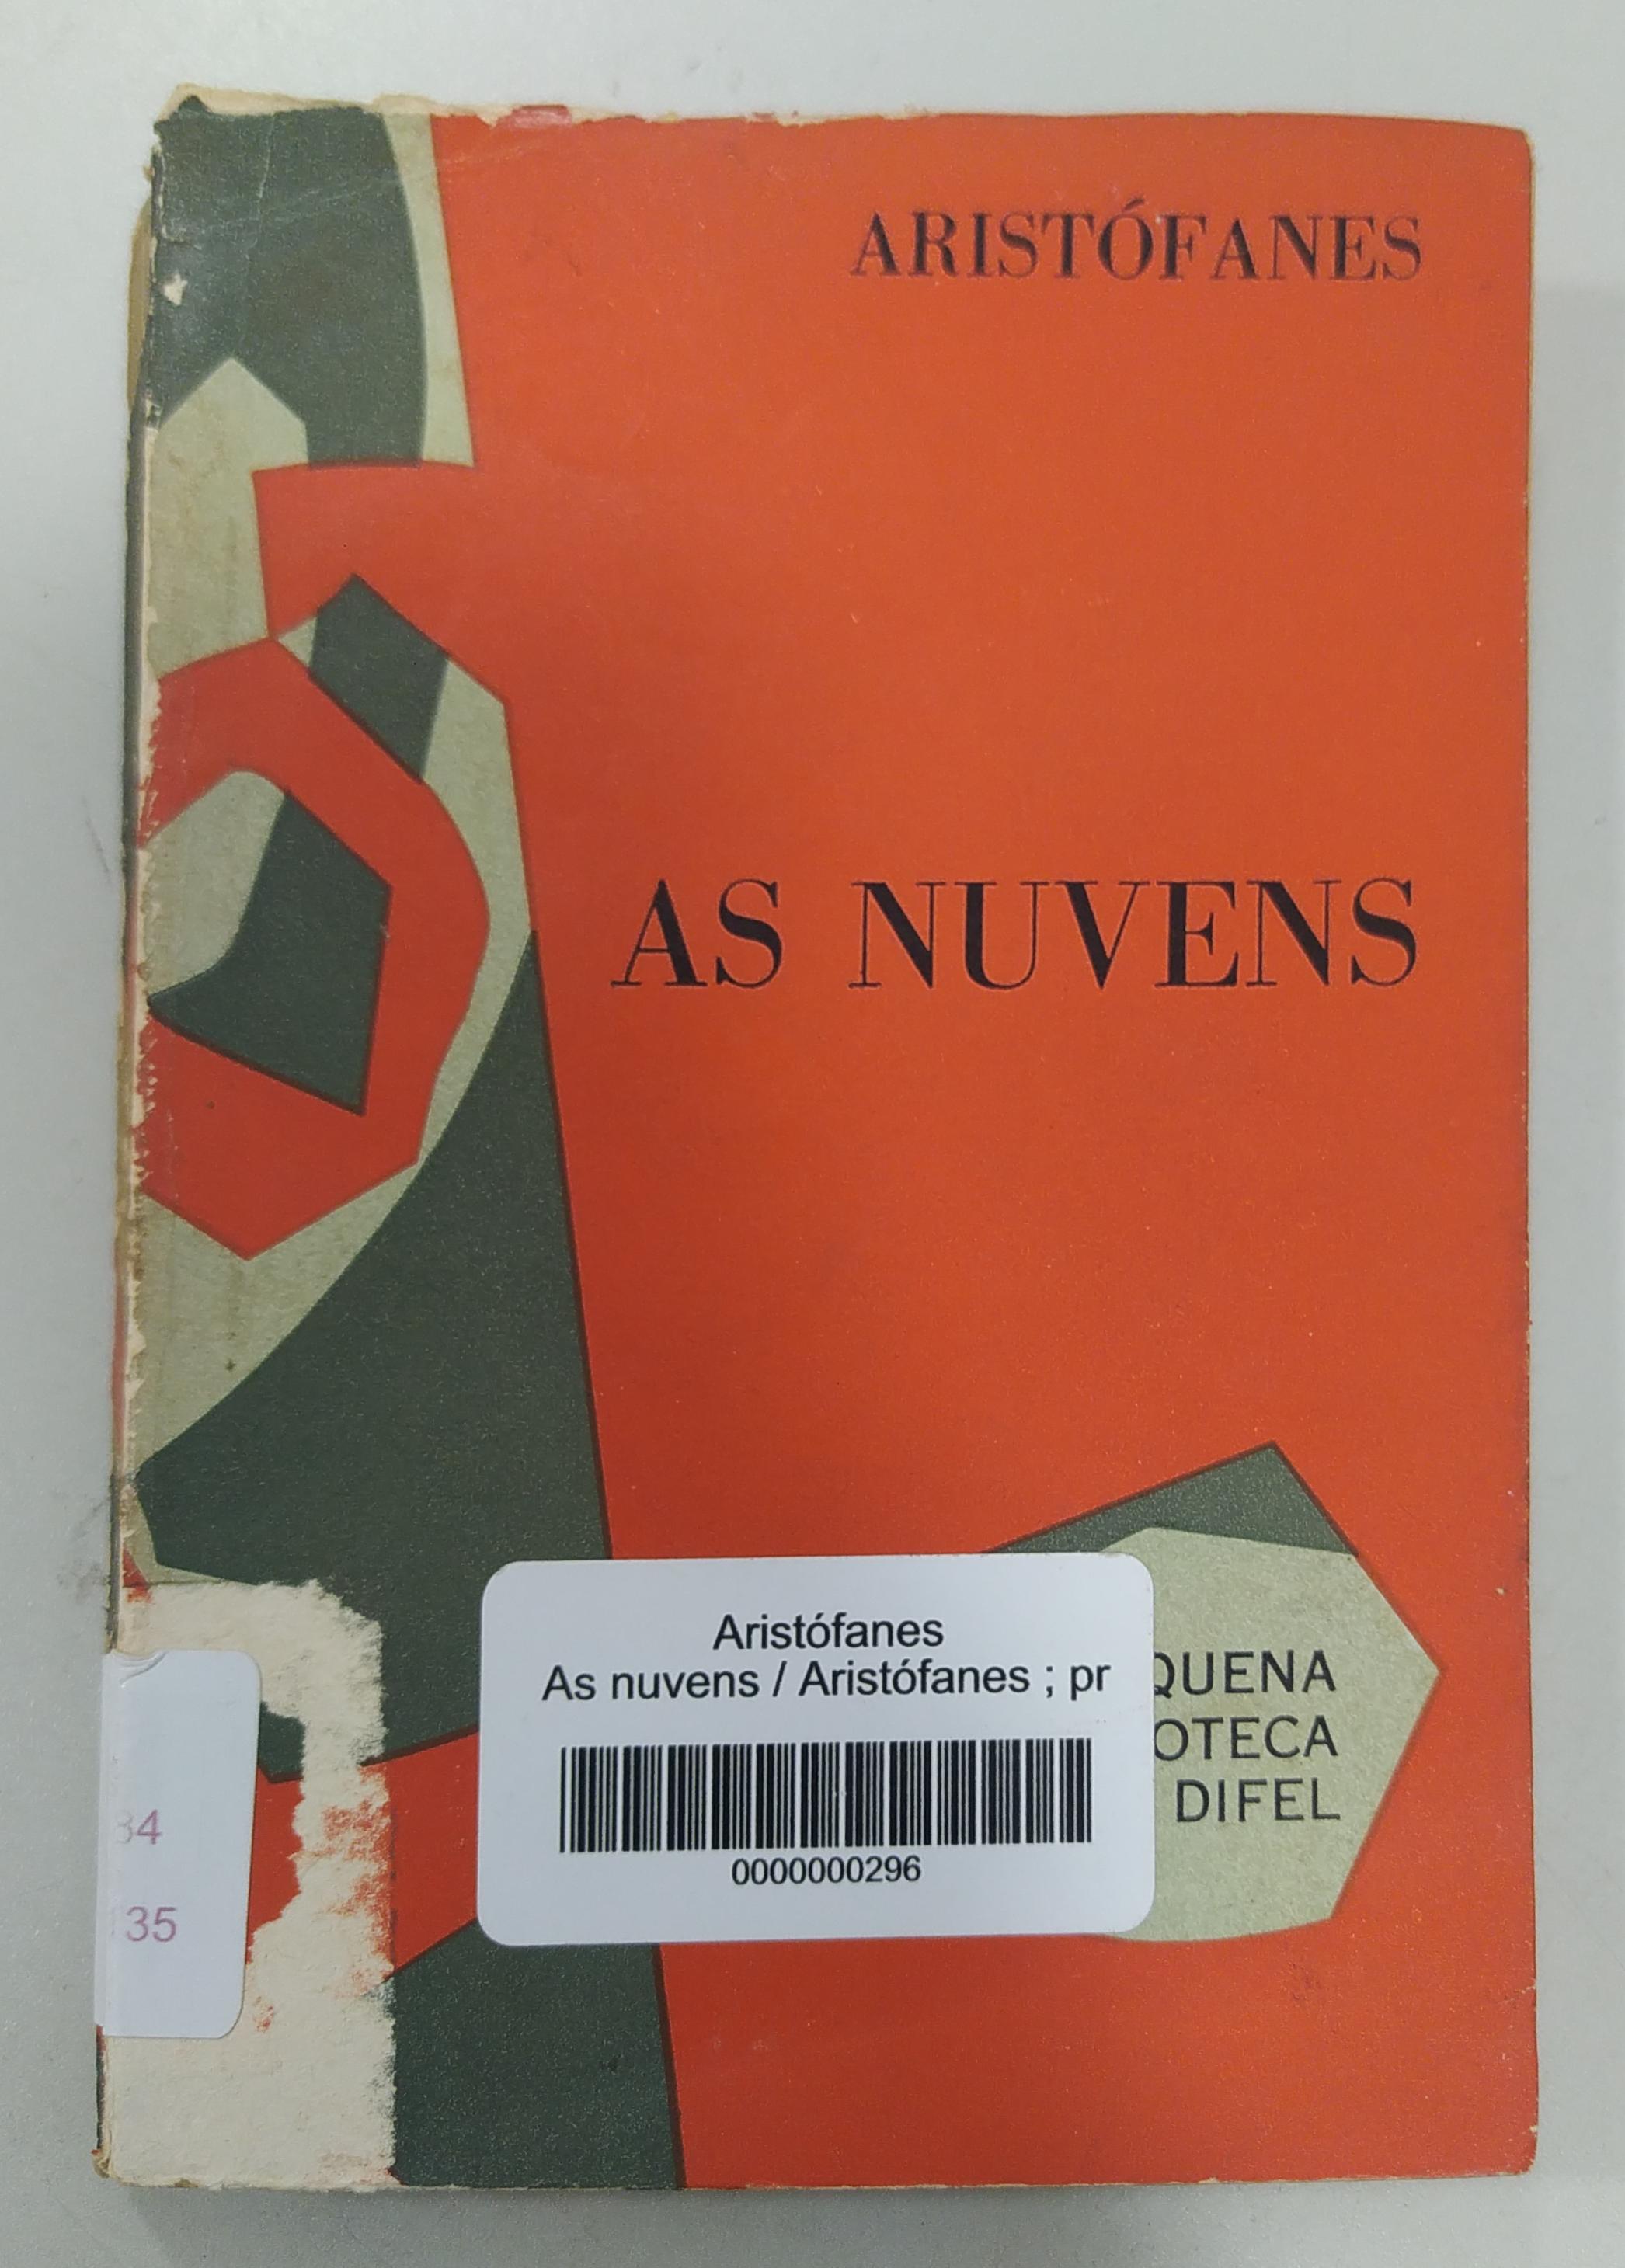 ARISTÓFANES
AS NUVENS
Aristófanes
As nuvens / Aristófanes ; pr
0000000296
QUENA
OTECA
DIFEL
34
35